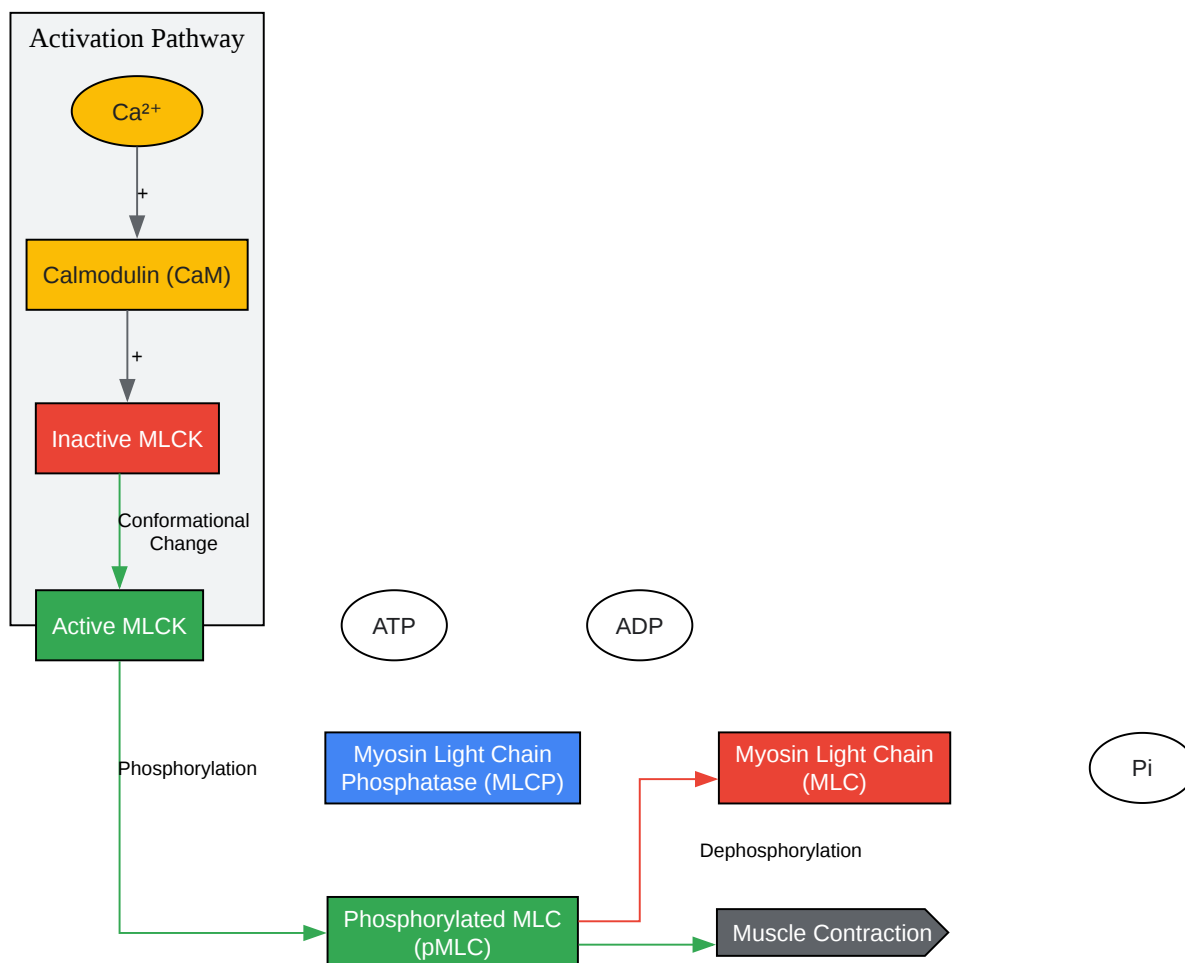 Activation Pathway
Ca²⁺
+
Calmodulin (CaM)
+
Inactive MLCK
Conformational
Change
Active MLCK
ATP
ADP
Phosphorylation
Myosin Light Chain
Phosphatase (MLCP)
Myosin Light Chain
(MLC)
Pi
Dephosphorylation
Phosphorylated MLC
(pMLC)
Muscle Contraction